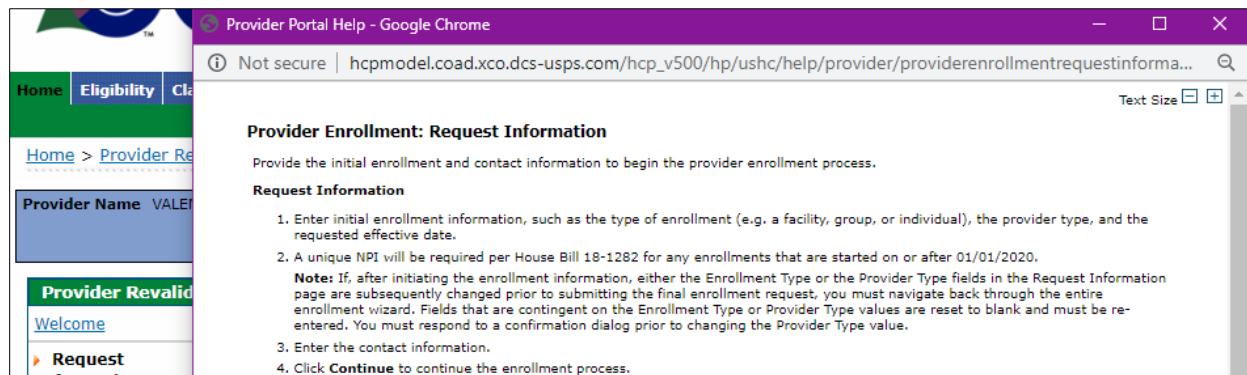 TM
Provider Portal Help - Google Chrome
Not secure | hcpmodel.coad.xco.dcs-usps.com/hcp_v500/hp/ushc/help/provider/providerenrollmentrequestinforma...
Home Eligibility
Text Size
Provider Enrollment: Request Information
Home > Provider Re
Provide the initial enrollment and contact information to begin the provider enrollment process.
Request Information
Provider Name VALEN
1. Enter initial enrollment information, such as the type of enrollment (e.g. a facility, group, or individual), the provider type, and the
requested effective date.
2. A unique NPI will be required per House Bill 18-1282 for any enrollments that are started on or after 01/01/2020.
Note: If, after initiating the enrollment information, either the Enrollment Type or the Provider Type fields in the Request Information
page are subsequently changed prior to submitting the final enrollment request, you must navigate back through the entire
enrollment wizard. Fields that are contingent on the Enrollment Type or Provider Type values are reset to blank and must be re-
entered. You must respond to a confirmation dialog prior to changing the Provider Type value.
Provider Revalid
Welcome
Request
3. Enter the contact information.
4. Click Continue to continue the enrollment process.